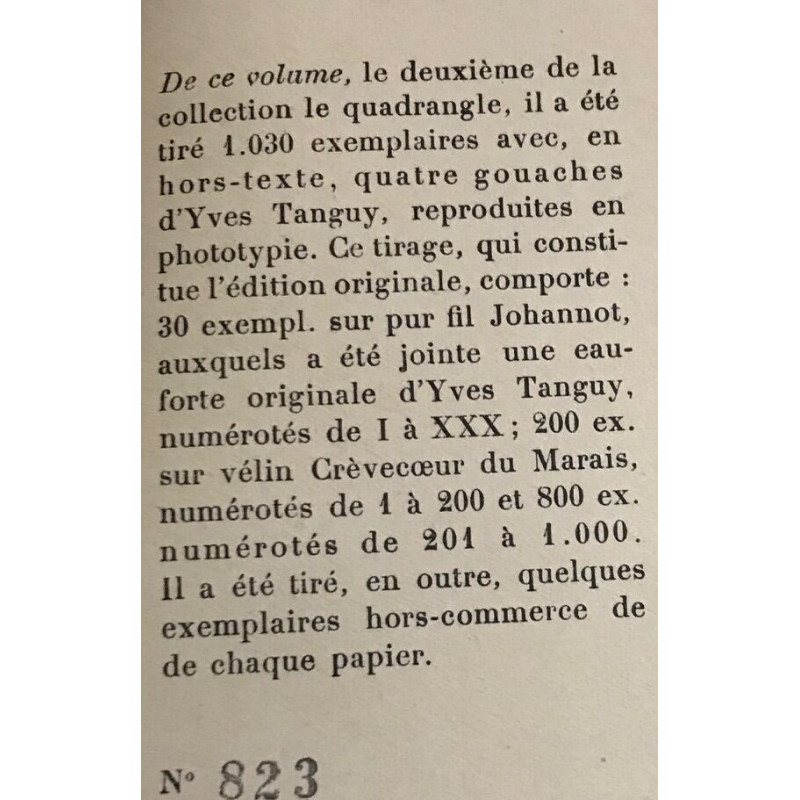 De ce volume, le deuxième de la
collection le quadrangle, il a été
tiré 1.030 exemplaires avec, en
hors-texte, quatre gouaches
d'Yves Tanguy, reproduites en
phototypie. Ce tirage, qui consti-
tue l'édition originale, comporte :
30 exempl. sur pur fil Johannot,
auxquels a été jointe une eau-
forte originale d'Yves Tanguy,
numérotés de I à XXX ; 200 ex.
sur vélin Crèvecœur du Marais,
numérotés de 1 à 200 et 800 ex.
numérotés de 201 à 1.000.
Il a été tiré, en outre, quelques
exemplaires hors-commerce de
de chaque papier.
N° 823